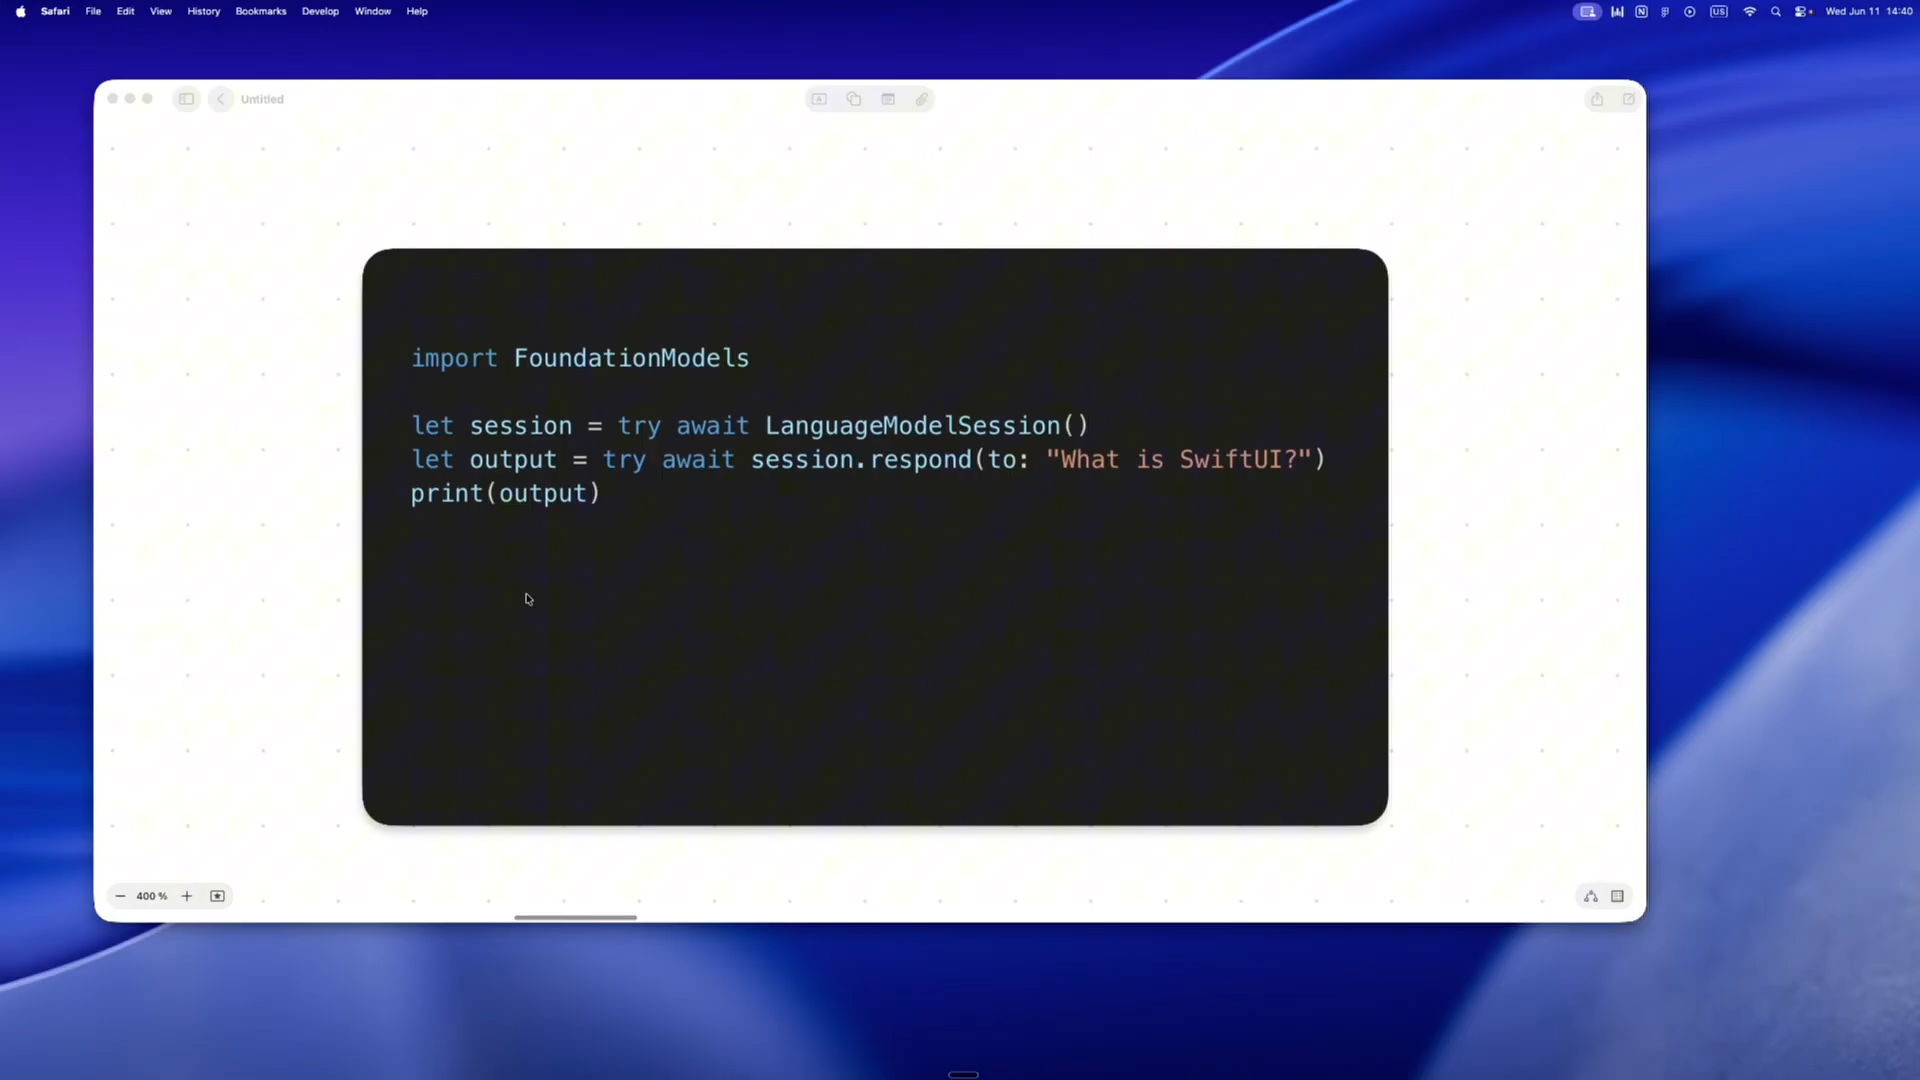 Safari File Edit View History Bookmarks Develop Window Help US Wed Jun 11 14:40
Untitled
import FoundationModels
let session = try await LanguageModelSession()
let output = try await session.respond(to: "What is SwiftUI?")
print(output)
400 %